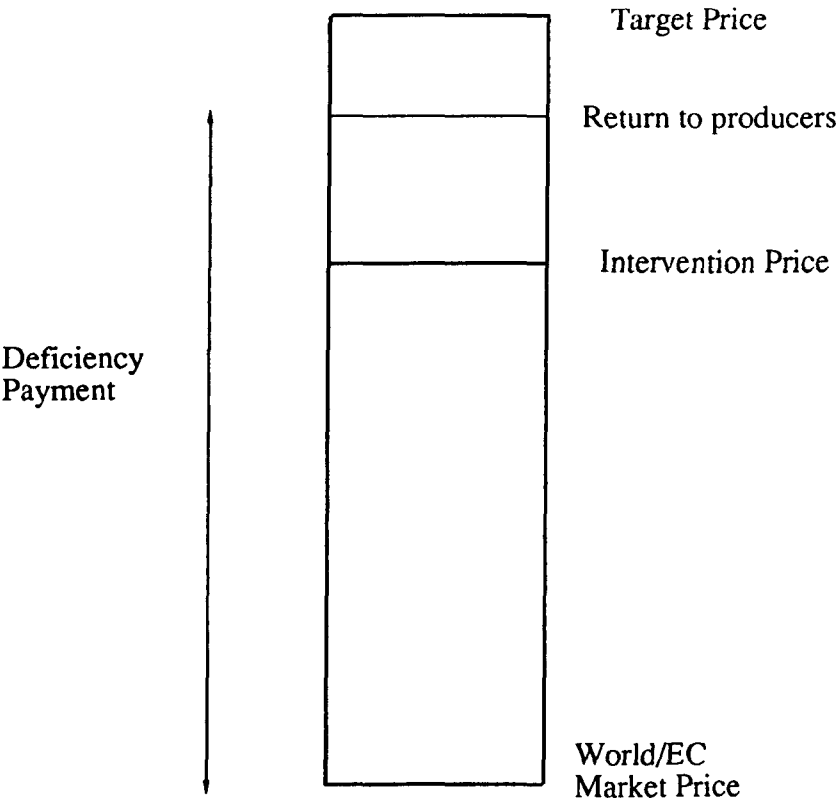 Target Price
Return to producers
Intervention Price
Deficiency
Payment
World/EC
Market Price